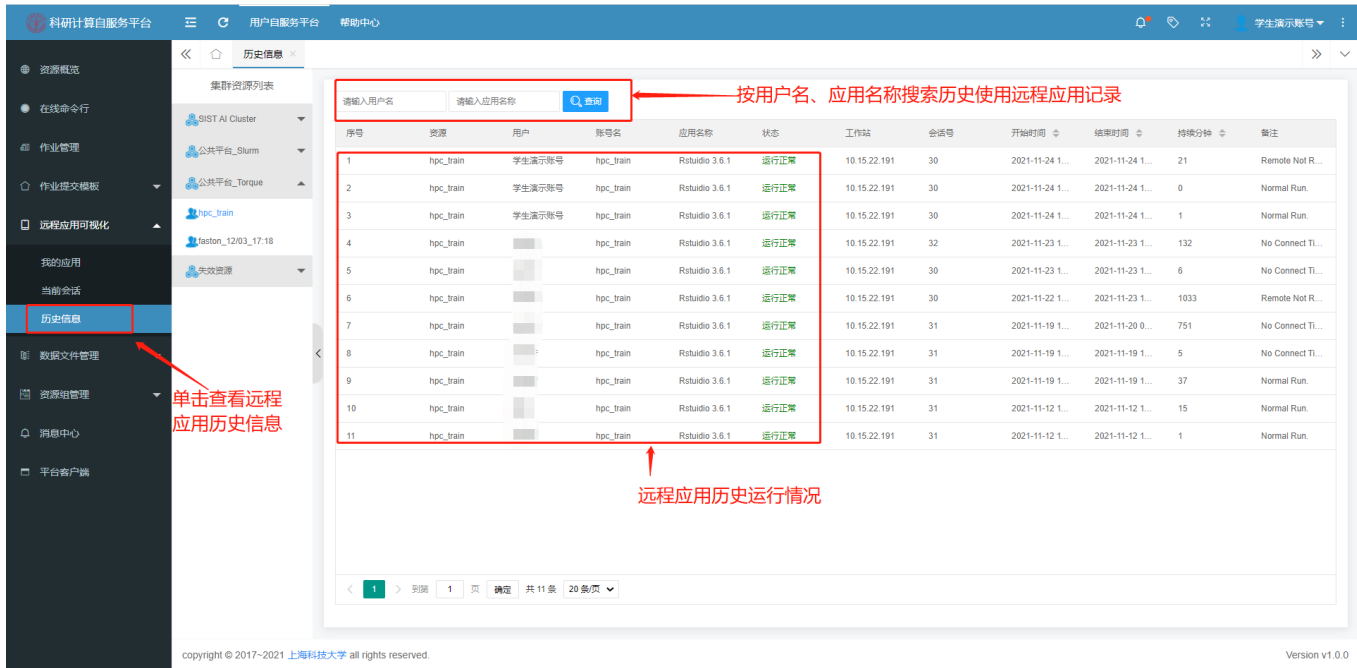 科研计算自服务平台
用户自服务平台 帮助中心
学生演示账号
资源概览
在线命令行
作业管理
作业提交模板
远程应用可视化
我的应用
当前会话
历史信息
数据文件管理
资源组管理
消息中心
平台客户端
单击查看远程
应用历史信息
历史信息 ×
集群资源列表
SIST AI Cluster
公共平台_Slurm
公共平台_Torque
hpc_train
faston_12/03_17:18
失效资源
请输入用户名 请输入应用名称 查询
按用户名、应用名称搜索历史使用远程应用记录
序号 资源 用户 账号名 应用名称 状态 工作站 会话号 开始时间 结束时间 持续分钟 备注
1 hpc_train 学生演示账号 hpc_train Rstuidio 3.6.1 运行正常 10.15.22.191 30 2021-11-24 1... 2021-11-24 1... 21 Remote Not R...
2 hpc_train 学生演示账号 hpc_train Rstuidio 3.6.1 运行正常 10.15.22.191 30 2021-11-24 1... 2021-11-24 1... 0 Normal Run.
3 hpc_train 学生演示账号 hpc_train Rstuidio 3.6.1 运行正常 10.15.22.191 30 2021-11-24 1... 2021-11-24 1... 1 Normal Run.
4 hpc_train hpc_train Rstuidio 3.6.1 运行正常 10.15.22.191 32 2021-11-23 1... 2021-11-23 1... 132 No Connect Ti...
5 hpc_train hpc_train Rstuidio 3.6.1 运行正常 10.15.22.191 30 2021-11-23 1... 2021-11-23 1... 6 No Connect Ti...
6 hpc_train hpc_train Rstuidio 3.6.1 运行正常 10.15.22.191 30 2021-11-22 1... 2021-11-23 1... 1033 Remote Not R...
7 hpc_train hpc_train Rstuidio 3.6.1 运行正常 10.15.22.191 31 2021-11-19 1... 2021-11-20 0... 751 No Connect Ti...
8 hpc_train hpc_train Rstuidio 3.6.1 运行正常 10.15.22.191 31 2021-11-19 1... 2021-11-19 1... 5 No Connect Ti...
9 hpc_train hpc_train Rstuidio 3.6.1 运行正常 10.15.22.191 31 2021-11-19 1... 2021-11-19 1... 37 Normal Run.
10 hpc_train hpc_train Rstuidio 3.6.1 运行正常 10.15.22.191 31 2021-11-12 1... 2021-11-12 1... 15 Normal Run.
11 hpc_train hpc_train Rstuidio 3.6.1 运行正常 10.15.22.191 31 2021-11-12 1... 2021-11-12 1... 1 Normal Run.
远程应用历史运行情况
1 到第 1 页 确定 共 11 条 20 条/页
copyright © 2017~2021 上海科技大学 all rights reserved.
Version v1.0.0